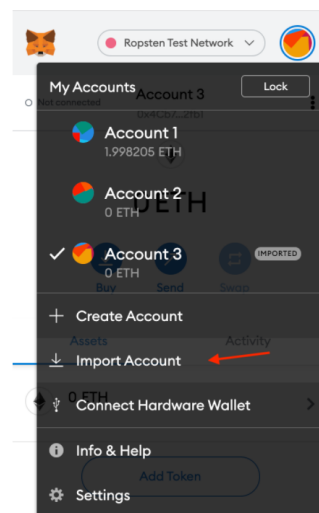 Ropsten Test Network
My Accounts
Lock
Not connected
Account 3
Account 1
1.998205 ETH
Account 2
0 ETH
0 ETH
Account 3
0 ETH
IMPORTED
Buy
Send
Swap
Create Account
Assets
Activity
Import Account
0 ETH
Connect Hardware Wallet
Info & Help
Add Token
Settings